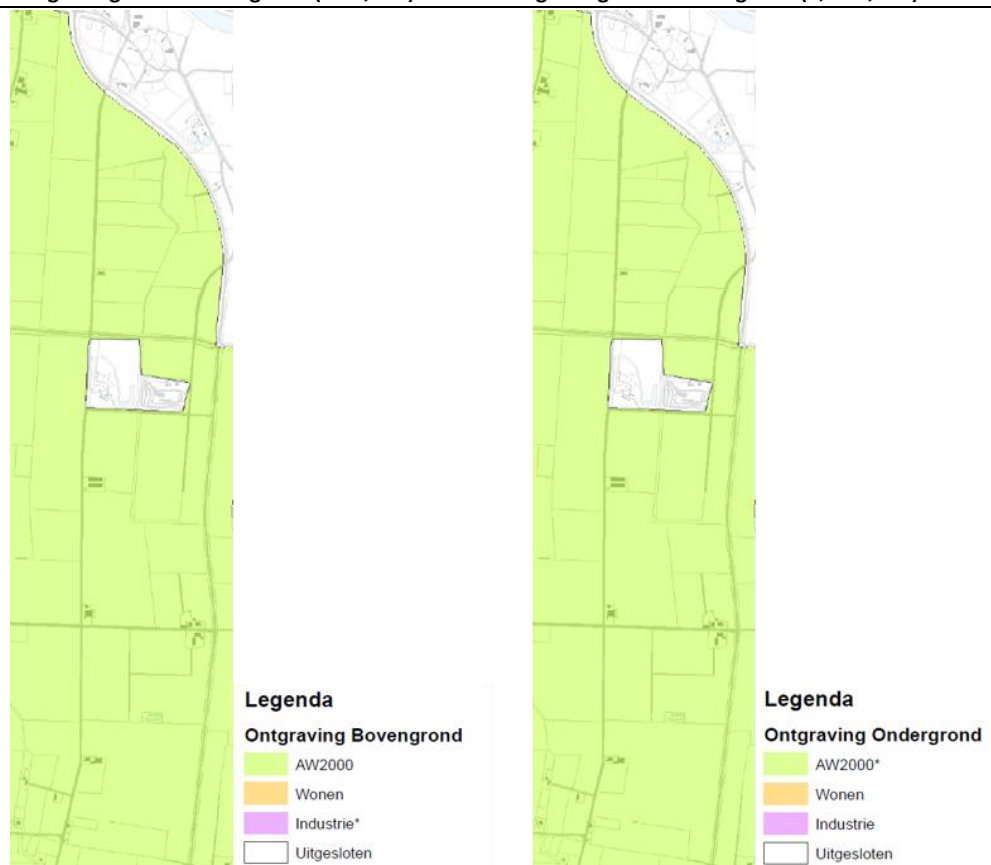 Legenda
Ontgraving Bovengrond
AW2000
Wonen
Industrie*
Uitgesloten
Legenda
Ontgraving Ondergrond
AW2000*
Wonen
Industrie
Uitgesloten